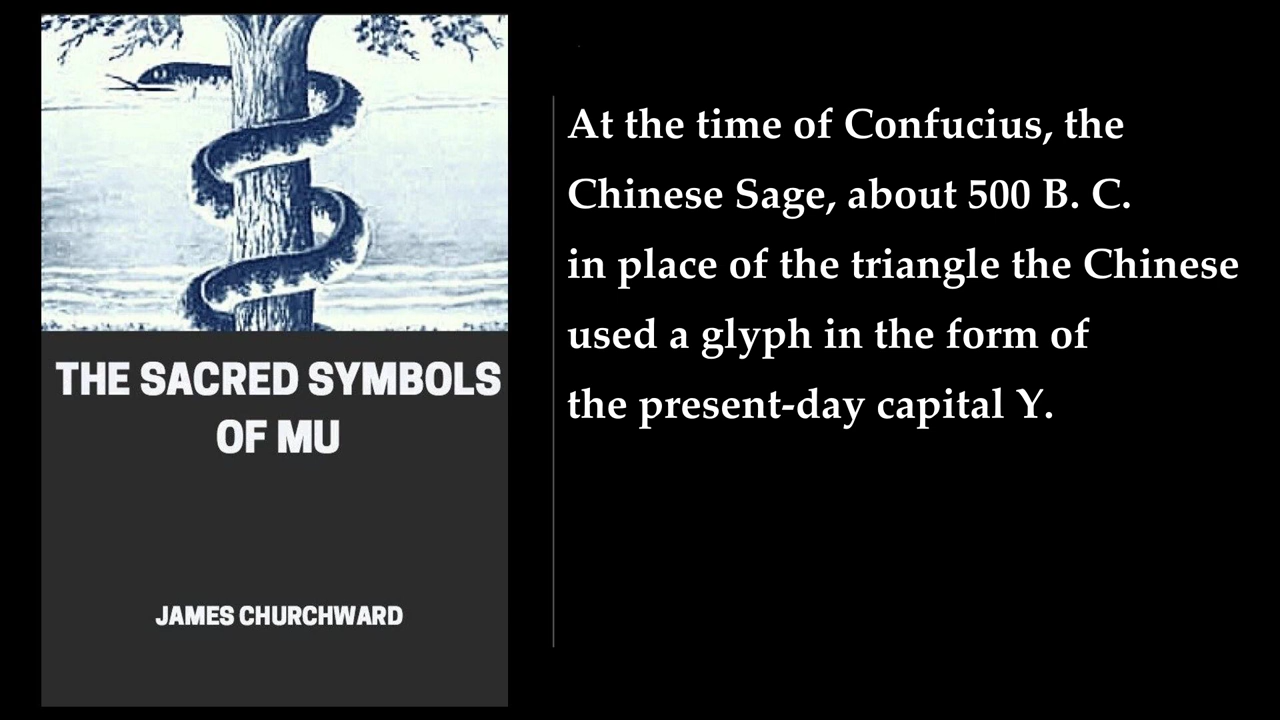 THE SACRED SYMBOLS
OF MU
JAMES CHURCHWARD
At the time of Confucius, the
Chinese Sage, about 500 B. C.
in place of the triangle the Chinese
used a glyph in the form of
the present-day capital Y.